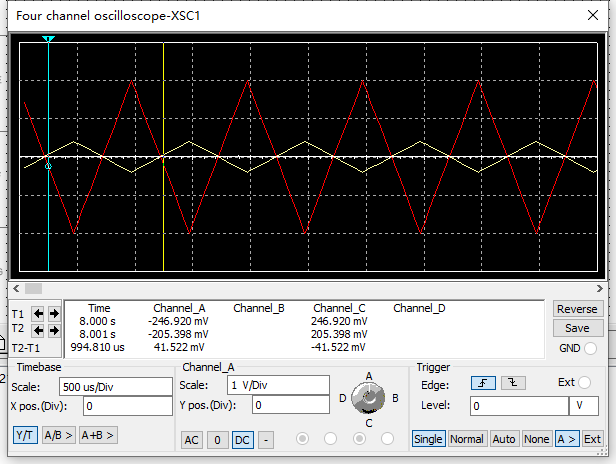 Four channel oscilloscope-XSC1
T1
T2
T2-T1
Time Channel_A Channel_B Channel_C Channel_D
8.000 s -246.920 mV 246.920 mV
8.001 s -205.398 mV 205.398 mV
994.810 us 41.522 mV -41.522 mV
Reverse
Save
GND
Timebase
Scale: 500 us/Div
X pos.(Div): 0
Y/T A/B > A+B >
Channel_A
Scale: 1 V/Div
Y pos.(Div): 0
AC 0 DC -
A
D B
C
Trigger
Edge: Ext
Level: 0 V
Single Normal Auto None A > Ext